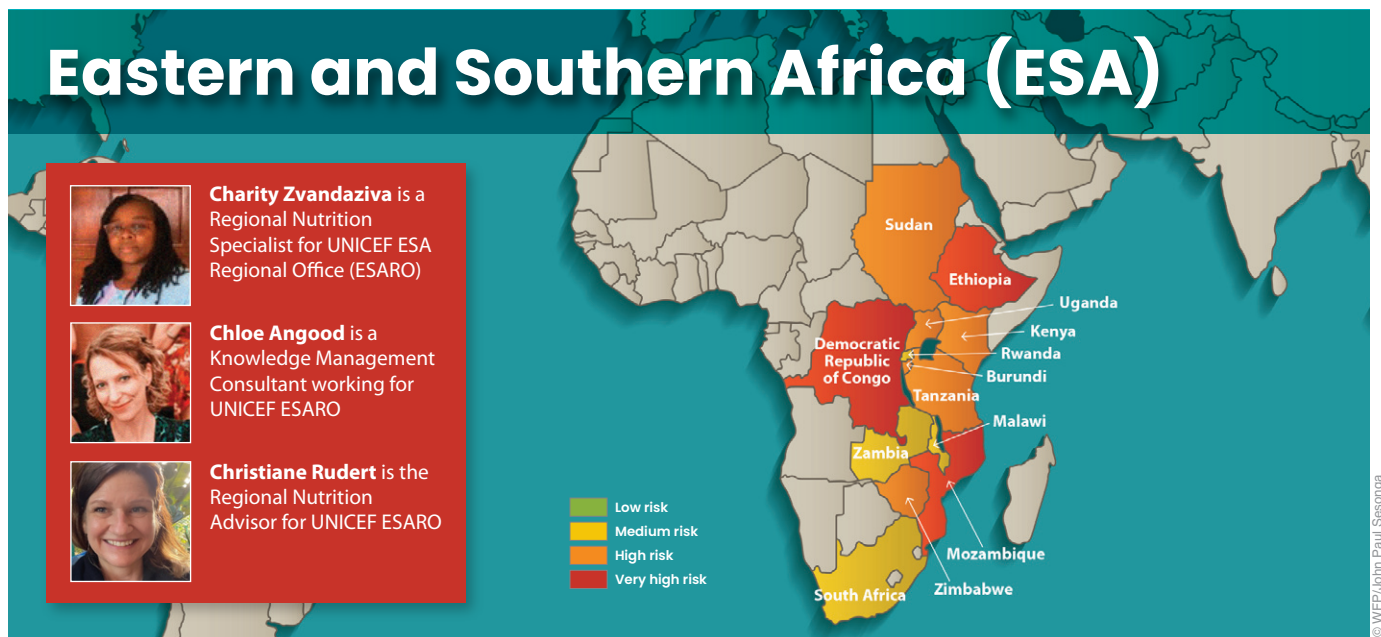 Eastern and Southern Africa (ESA)
Charity Zvandaziva is a
Regional Nutrition
Specialist for UNICEF ESA
Regional Office (ESARO)
Chloe Angood is a
Knowledge Management
Consultant working for
UNICEF ESARO
Christiane Rudert is the
Regional Nutrition
Advisor for UNICEF ESARO
Sudan
Ethiopia
Uganda
Kenya
Rwanda
Burundi
Democratic
Republic
of Congo
Tanzania
Malawi
Zambia
Mozambique
Zimbabwe
South Africa
Low risk
Medium risk
High risk
Very high risk
© WFP/John Paul Sesonga